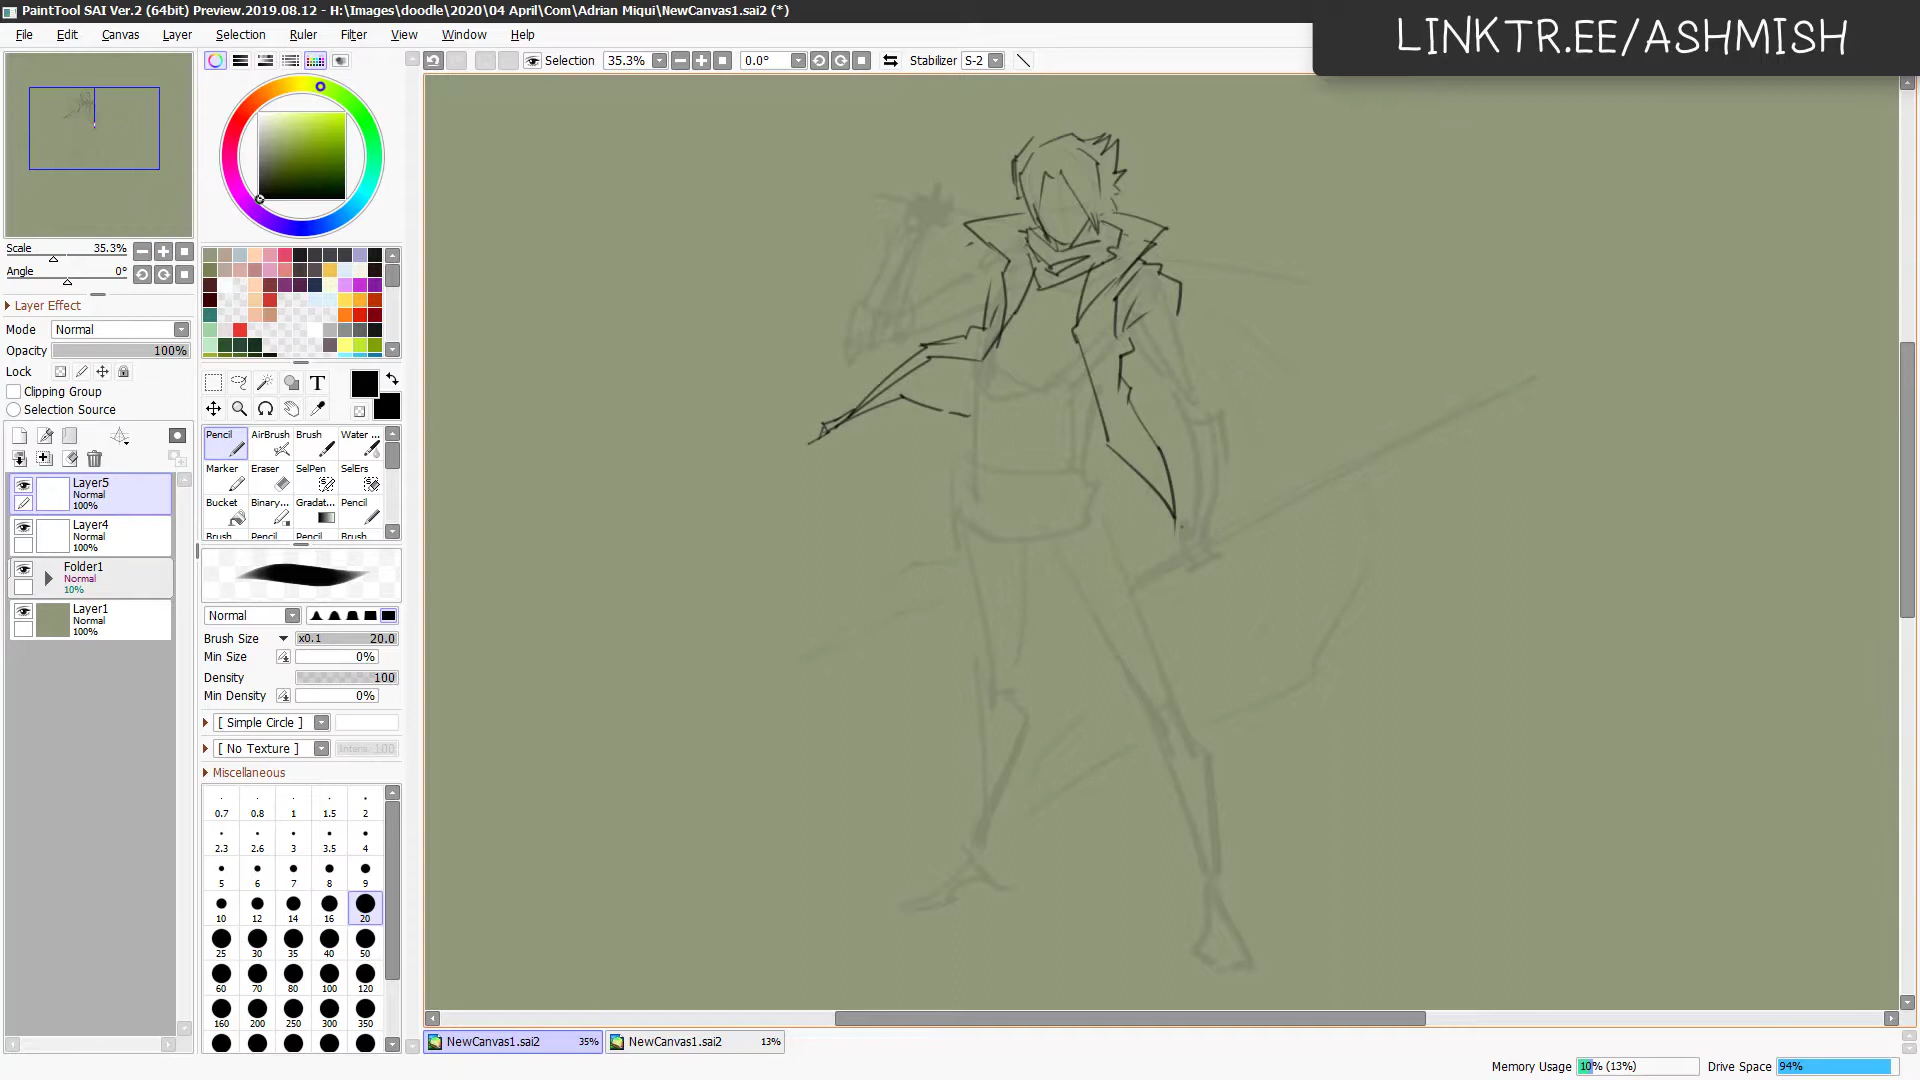 PaintTool SAI Ver.2 (64bit) Preview.2019.08.12 - H:\Images\doodle\2020\04 April\Com\Adrian Miqui\NewCanvas1.sai2 (*)
LINKTR.EE/ASHMISH
File Edit Canvas Layer Selection Ruler Filter View Window Help
Selection 35.3% 0.0° Stabilizer S-2
Scale 35.3%
Angle 0°
Layer Effect
Mode Normal
Opacity 100%
Lock
Clipping Group
Selection Source
Layer5
Normal
100%
Layer4
Normal
100%
Folder1
Normal
10%
Layer1
Normal
100%
T
Pencil AirBrush Brush Water ...
Marker Eraser SelPen SelErs
Bucket Binary... Gradat... Pencil
Brush Pencil Pencil Brush
Normal
Brush Size x0.1 20.0
Min Size 0%
Density 100
Min Density 0%
[ Simple Circle ]
[ No Texture ] Intens. 100
Miscellaneous
0.7 0.8 1 1.5 2
2.3 2.6 3 3.5 4
5 6 7 8 9
10 12 14 16 20
25 30 35 40 50
60 70 80 100 120
160 200 250 300 350
NewCanvas1.sai2 35% NewCanvas1.sai2 13%
Memory Usage 10% (13%) Drive Space 94%